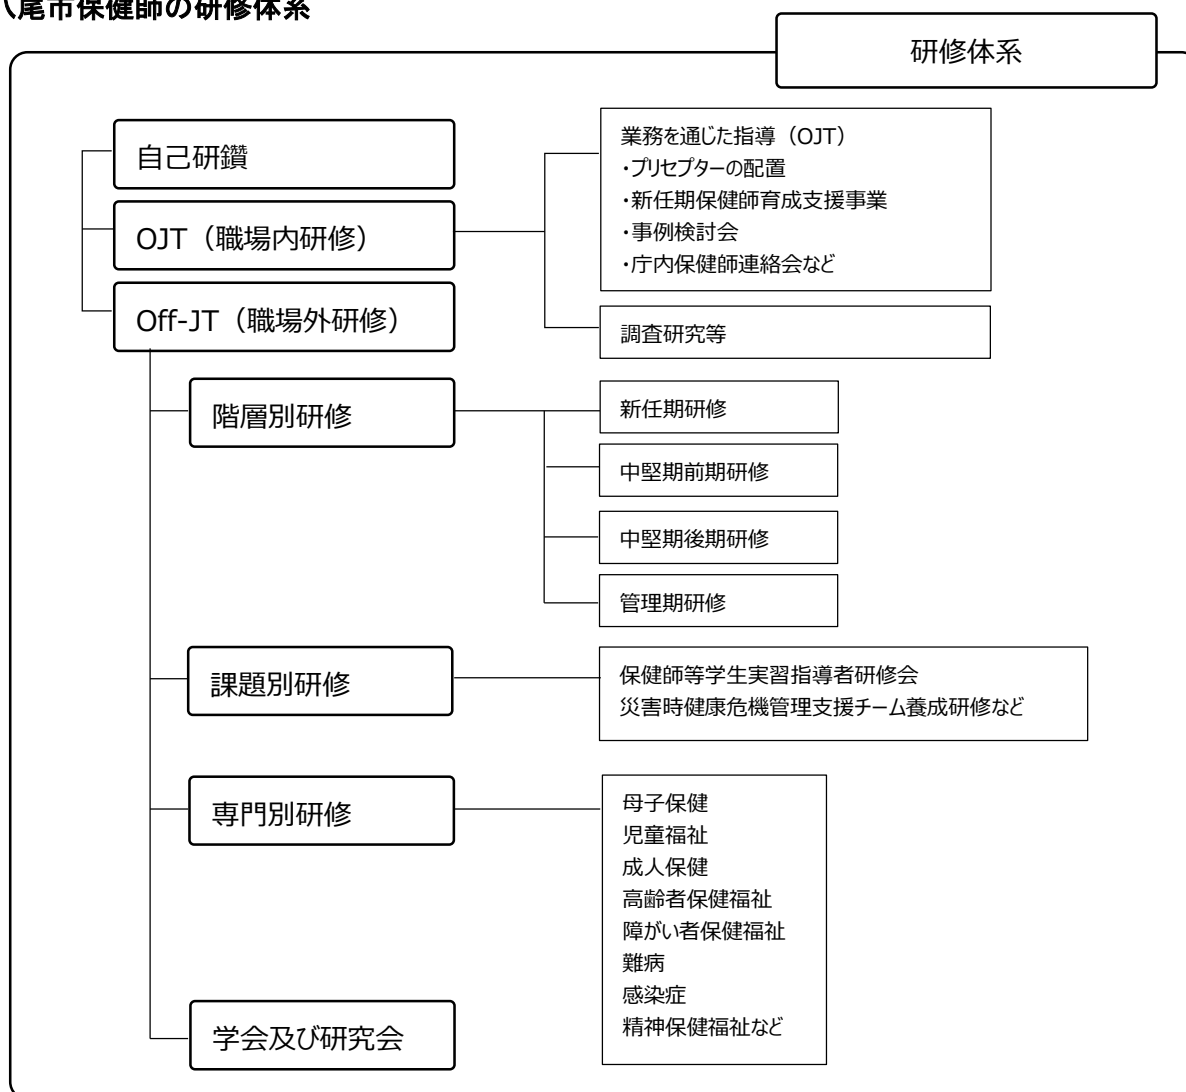 八尾市保健師の研修体系
研修体系
自己研鑽
OJT（職場内研修）
Off-JT（職場外研修）
業務を通じた指導（OJT）
・プリセプターの配置
・新任期保健師育成支援事業
・事例検討会
・庁内保健師連絡会など
調査研究等
階層別研修
新任期研修
中堅期前期研修
中堅期後期研修
管理期研修
課題別研修
保健師等学生実習指導者研修会
災害時健康危機管理支援チーム養成研修など
専門別研修
母子保健
児童福祉
成人保健
高齢者保健福祉
障がい者保健福祉
難病
感染症
精神保健福祉など
学会及び研究会